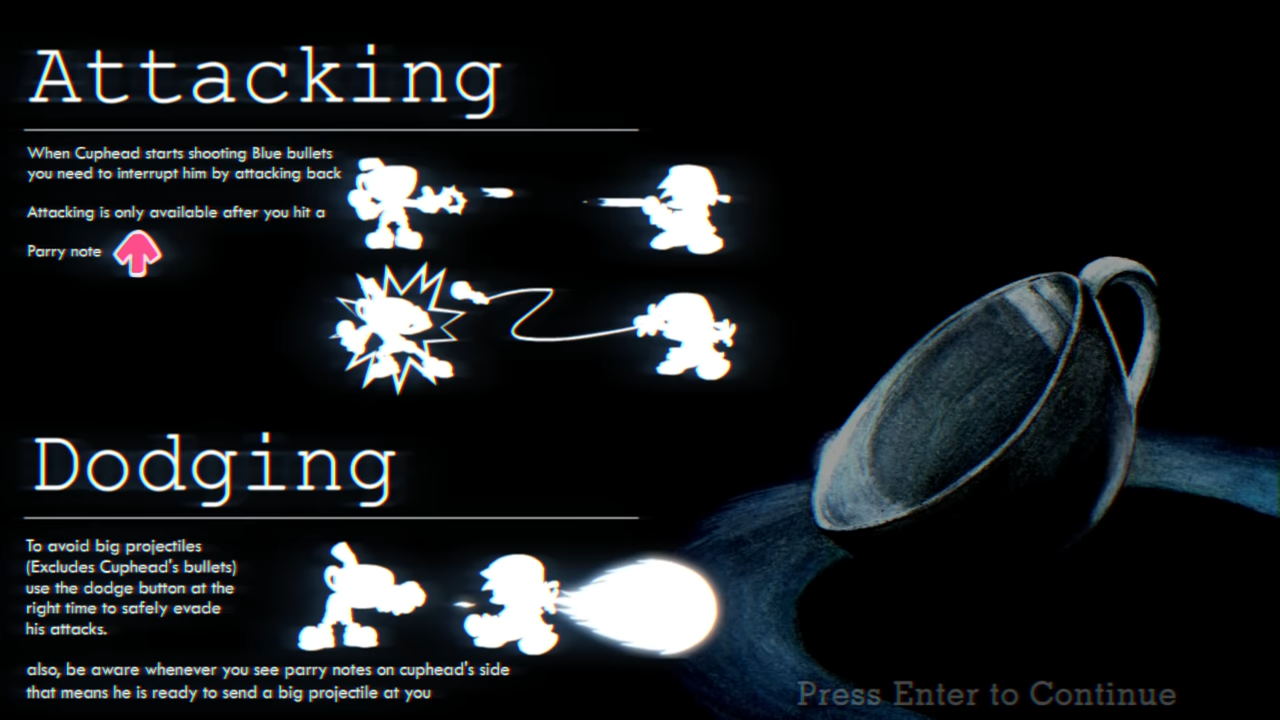 Attacking
When Cuphead starts shooting Blue bullets
you need to interrupt him by attacking back
Attacking is only available after you hit a
Parry note
Dodging
To avoid big projectiles
(Excludes Cuphead's bullets)
use the dodge button at the
right time to safely evade
his attacks.
also, be aware whenever you see parry notes on cuphead's side
that means he is ready to send a big projectile at you
Press Enter to Continue